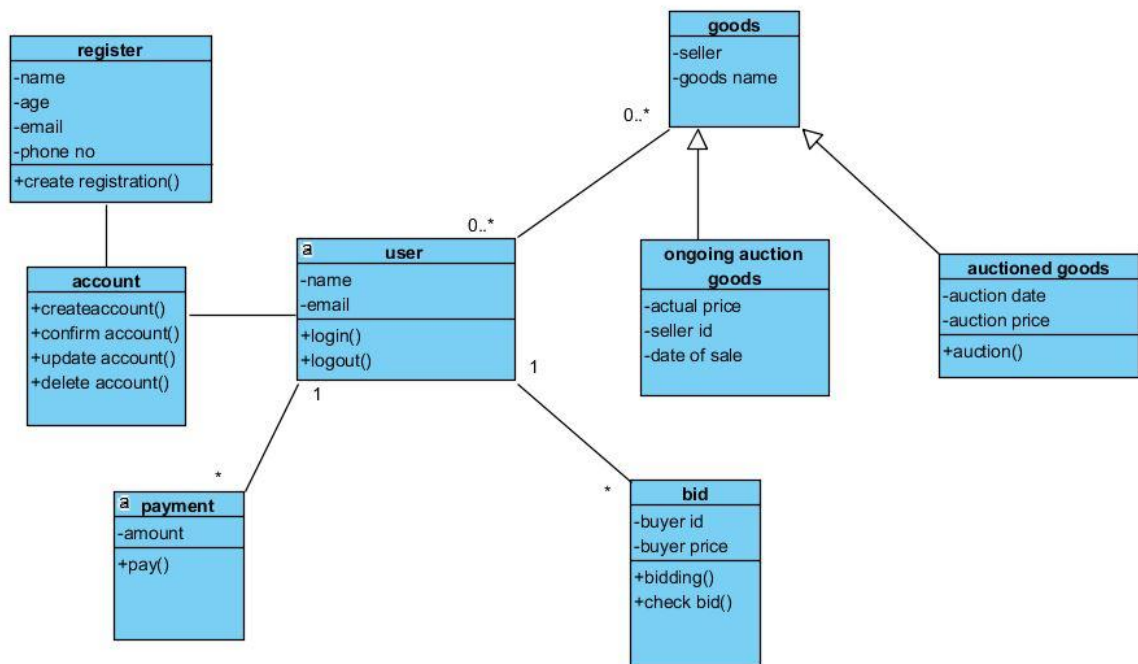 register
-name
-age
-email
-phone no
+create registration()
account
+createaccount()
+confirm account()
+update account()
+delete account()
a
user
-name
-email
+login()
+logout()
0..*
0..*
1
1
*
*
goods
-seller
-goods name
ongoing auction
goods
-actual price
-seller id
-date of sale
auctioned goods
-auction date
-auction price
+auction()
a
payment
-amount
+pay()
bid
-buyer id
-buyer price
+bidding()
+check bid()